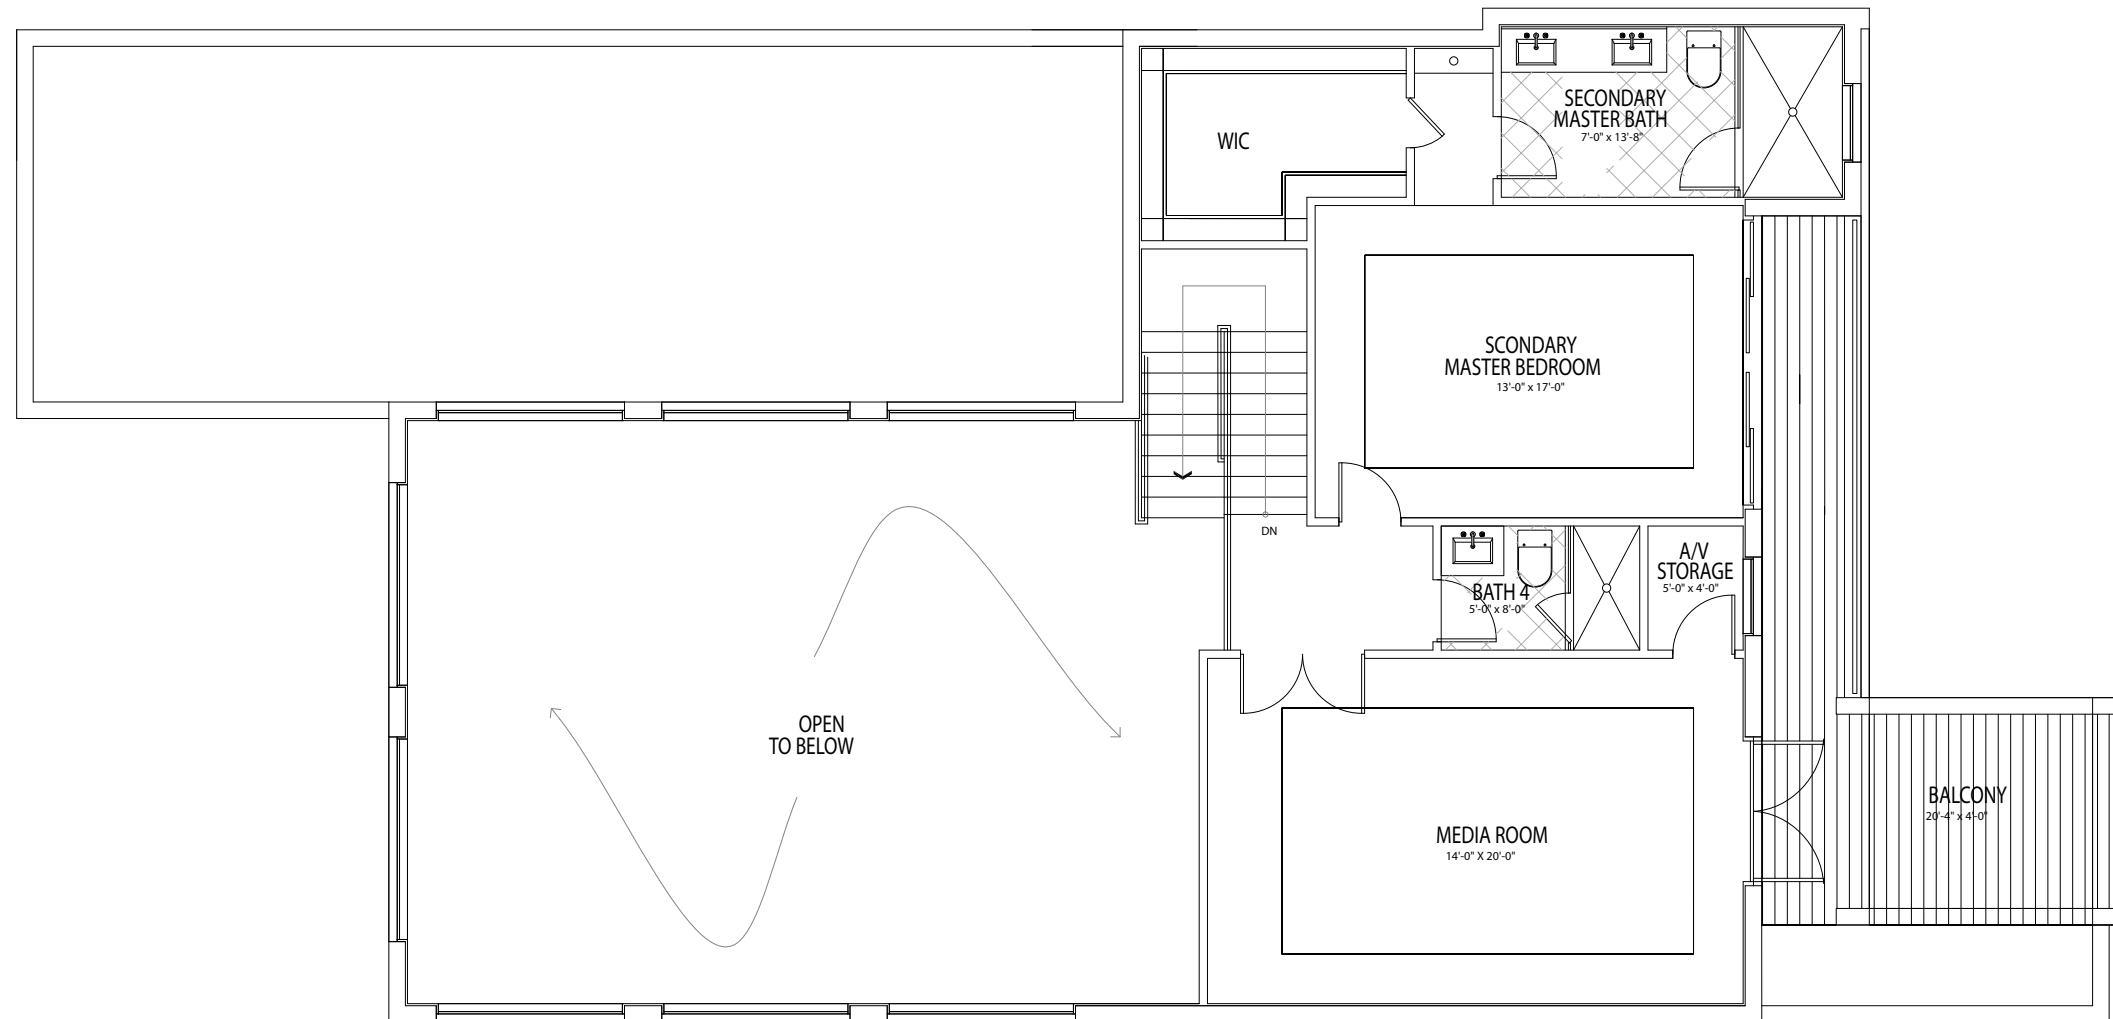 SECONDARY
MASTER BATH
7'-0" x 13'-8"
WIC
SCONDARY
MASTER BEDROOM
13'-0" x 17'-0"
DN
A/V
STORAGE
5'-0" x 4'-0"
BATH 4
5'-0" x 8'-0"
OPEN
TO BELOW
BALCONY
20'-4" x 4'-0"
MEDIA ROOM
14'-0" X 20'-0"